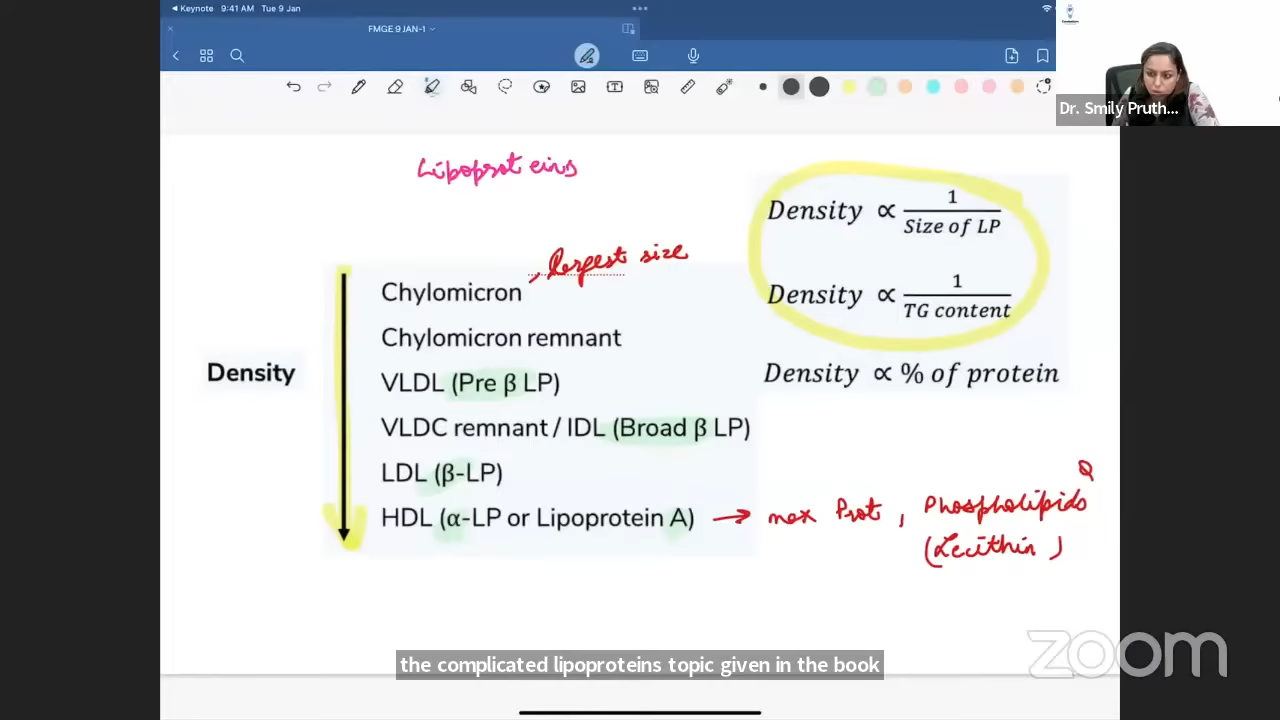 Keynote 9:41 AM Tue 9 Jan
FMGE 9 JAN-1
Dr. Smily Pruth...
Lipoproteins
Density ∝ 1 / Size of LP
Density ∝ 1 / TG content
Density ∝ % of protein
Density
, Largest size
Chylomicron
Chylomicron remnant
VLDL (Pre β LP)
VLDC remnant / IDL (Broad β LP)
LDL (β-LP)
HDL (α-LP or Lipoprotein A) → max Prot, Phospholipids
(Lecithin)
zoom
the complicated lipoproteins topic given in the book